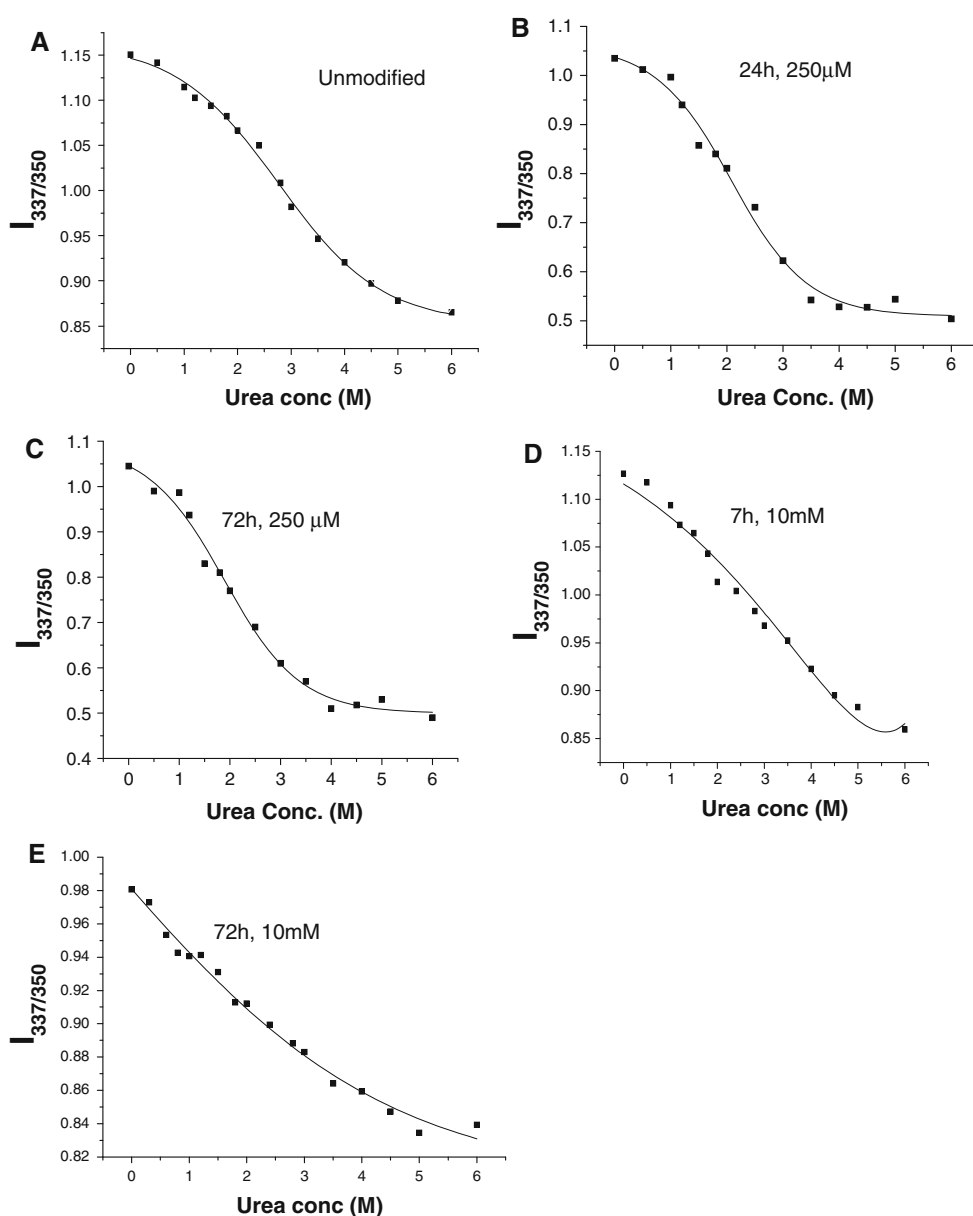 A
Unmodified
I337/350
1.15
1.10
1.05
1.00
0.95
0.90
0.85
0 1 2 3 4 5 6
Urea conc (M)
B
24h, 250µM
I337/350
1.1
1.0
0.9
0.8
0.7
0.6
0.5
0 1 2 3 4 5 6
Urea Conc. (M)
C
72h, 250 µM
I337/350
1.1
1.0
0.9
0.8
0.7
0.6
0.5
0.4
0 1 2 3 4 5 6
Urea Conc. (M)
D
7h, 10mM
I337/350
1.15
1.10
1.05
1.00
0.95
0.90
0.85
0 1 2 3 4 5 6
Urea conc (M)
E
72h, 10mM
I337/350
1.00
0.98
0.96
0.94
0.92
0.90
0.88
0.86
0.84
0.82
0 1 2 3 4 5 6
Urea conc (M)